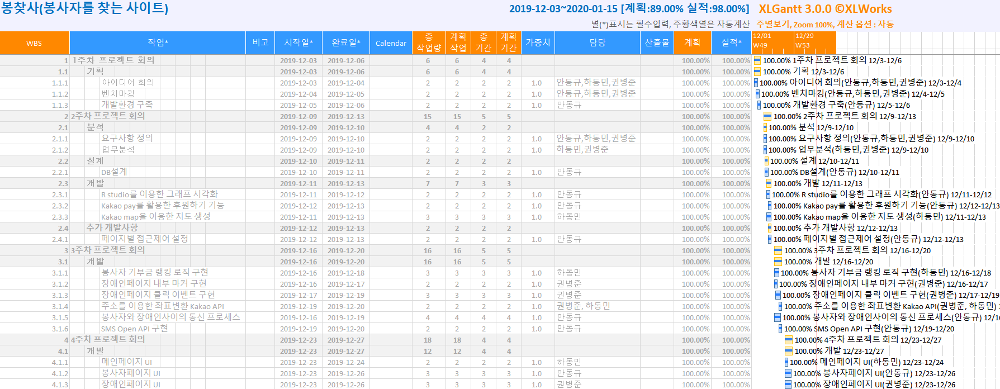 봉찾사(봉사자를 찾는 사이트) 2019-12-03~2020-01-15 [계획:89.00% 실적:98.00%] XLGantt 3.0.0 ©XLWorks
별(*)표시는 필수입력, 주황색열은 자동계산 주별보기, Zoom 100%, 계산 옵션 : 자동
WBS 작업* 비고 시작일* 완료일* Calendar 총 작업량 계획 작업 총 기간 계획 기간 가중치 담당 산출물 계획 실적* 12/01 W49 12/29 W53
1 1주차 프로젝트 회의 2019-12-03 2019-12-06 6 6 4 4 100.00% 100.00% 100.00% 1주차 프로젝트 회의 12/3-12/6
1.1 기획 2019-12-03 2019-12-06 6 6 4 4 100.00% 100.00% 100.00% 기획 12/3-12/6
1.1.1 아이디어 회의 2019-12-03 2019-12-04 2 2 2 2 1.0 안동규,하동민,권병준 100.00% 100.00% 100.00% 아이디어 회의(안동규,하동민,권병준) 12/3-12/4
1.1.2 벤치마킹 2019-12-04 2019-12-05 2 2 2 2 1.0 안동규,하동민,권병준 100.00% 100.00% 100.00% 벤치마킹(안동규,하동민,권병준) 12/4-12/5
1.1.3 개발환경 구축 2019-12-05 2019-12-06 2 2 2 2 1.0 안동규 100.00% 100.00% 100.00% 개발환경 구축(안동규) 12/5-12/6
2 2주차 프로젝트 회의 2019-12-09 2019-12-13 15 15 5 5 100.00% 100.00% 100.00% 2주차 프로젝트 회의 12/9-12/13
2.1 분석 2019-12-09 2019-12-10 4 4 2 2 100.00% 100.00% 100.00% 분석 12/9-12/10
2.1.1 요구사항 정의 2019-12-09 2019-12-10 2 2 2 2 1.0 안동규,하동민,권병준 100.00% 100.00% 100.00% 요구사항 정의(안동규,하동민,권병준) 12/9-12/10
2.1.2 업무분석 2019-12-09 2019-12-10 2 2 2 2 1.0 하동민,권병준 100.00% 100.00% 100.00% 업무분석(하동민,권병준) 12/9-12/10
2.2 설계 2019-12-10 2019-12-11 2 2 2 2 100.00% 100.00% 100.00% 설계 12/10-12/11
2.2.1 DB설계 2019-12-10 2019-12-11 2 2 2 2 1.0 안동규 100.00% 100.00% 100.00% DB설계(안동규) 12/10-12/11
2.3 개발 2019-12-11 2019-12-13 7 7 3 3 100.00% 100.00% 100.00% 개발 12/11-12/13
2.3.1 R studio를 이용한 그래프 시각화 2019-12-11 2019-12-12 2 2 2 2 1.0 안동규 100.00% 100.00% 100.00% R studio를 이용한 그래프 시각화(안동규) 12/11-12/12
2.3.2 Kakao pay를 활용한 후원하기 기능 2019-12-12 2019-12-13 2 2 2 2 1.0 안동규 100.00% 100.00% 100.00% Kakao pay를 활용한 후원하기 기능(안동규) 12/12-12/13
2.3.3 Kakao map을 이용한 지도 생성 2019-12-11 2019-12-13 3 3 3 3 1.0 하동민 100.00% 100.00% 100.00% Kakao map을 이용한 지도 생성(하동민) 12/11-12/13
2.4 추가 개발사항 2019-12-12 2019-12-13 2 2 2 2 100.00% 100.00% 100.00% 추가 개발사항 12/12-12/13
2.4.1 페이지별 접근제어 설정 2019-12-12 2019-12-13 2 2 2 2 1.0 안동규 100.00% 100.00% 100.00% 페이지별 접근제어 설정(안동규) 12/12-12/13
3 3주차 프로젝트 회의 2019-12-16 2019-12-20 16 16 5 5 100.00% 100.00% 100.00% 3주차 프로젝트 회의 12/16-12/20
3.1 개발 2019-12-16 2019-12-20 16 16 5 5 100.00% 100.00% 100.00% 개발 12/16-12/20
3.1.1 봉사자 기부금 랭킹 로직 구현 2019-12-16 2019-12-18 3 3 3 3 1.0 하동민 100.00% 100.00% 100.00% 봉사자 기부금 랭킹 로직 구현(하동민) 12/16-12/18
3.1.2 장애인페이지 내부 마커 구현 2019-12-16 2019-12-17 2 2 2 2 1.0 권병준 100.00% 100.00% 100.00% 장애인페이지 내부 마커 구현(권병준) 12/16-12/17
3.1.3 장애인페이지 클릭 이벤트 구현 2019-12-17 2019-12-19 3 3 3 3 1.0 권병준 100.00% 100.00% 100.00% 장애인페이지 클릭 이벤트 구현(권병준) 12/17-12/19
3.1.4 주소를 이용한 좌표변환 Kakao API 2019-12-19 2019-12-20 2 2 2 2 1.0 권병준, 하동민 100.00% 100.00% 100.00% 주소를 이용한 좌표변환 Kakao API(권병준, 하동민)
3.1.5 봉사자와 장애인사이의 통신 프로세스 2019-12-16 2019-12-19 4 4 4 4 1.0 안동규 100.00% 100.00% 100.00% 봉사자와 장애인사이의 통신 프로세스(안동규) 12/16
3.1.6 SMS Open API 구현 2019-12-19 2019-12-20 2 2 2 2 1.0 안동규 100.00% 100.00% 100.00% SMS Open API 구현(안동규) 12/19-12/20
4 4주차 프로젝트 회의 2019-12-23 2019-12-27 18 18 4 4 100.00% 100.00% 100.00% 4주차 프로젝트 회의 12/23-12/27
4.1 개발 2019-12-23 2019-12-27 12 12 4 4 100.00% 100.00% 100.00% 개발 12/23-12/27
4.1.1 메인페이지 UI 2019-12-23 2019-12-24 2 2 2 2 1.0 하동민 100.00% 100.00% 100.00% 메인페이지 UI(하동민) 12/23-12/24
4.1.2 봉사자페이지 UI 2019-12-23 2019-12-26 3 3 3 3 1.0 안동규 100.00% 100.00% 100.00% 봉사자페이지 UI(안동규) 12/23-12/26
4.1.3 장애인페이지 UI 2019-12-23 2019-12-26 3 3 3 3 1.0 권병준 100.00% 100.00% 100.00% 장애인페이지 UI(권병준) 12/23-12/26